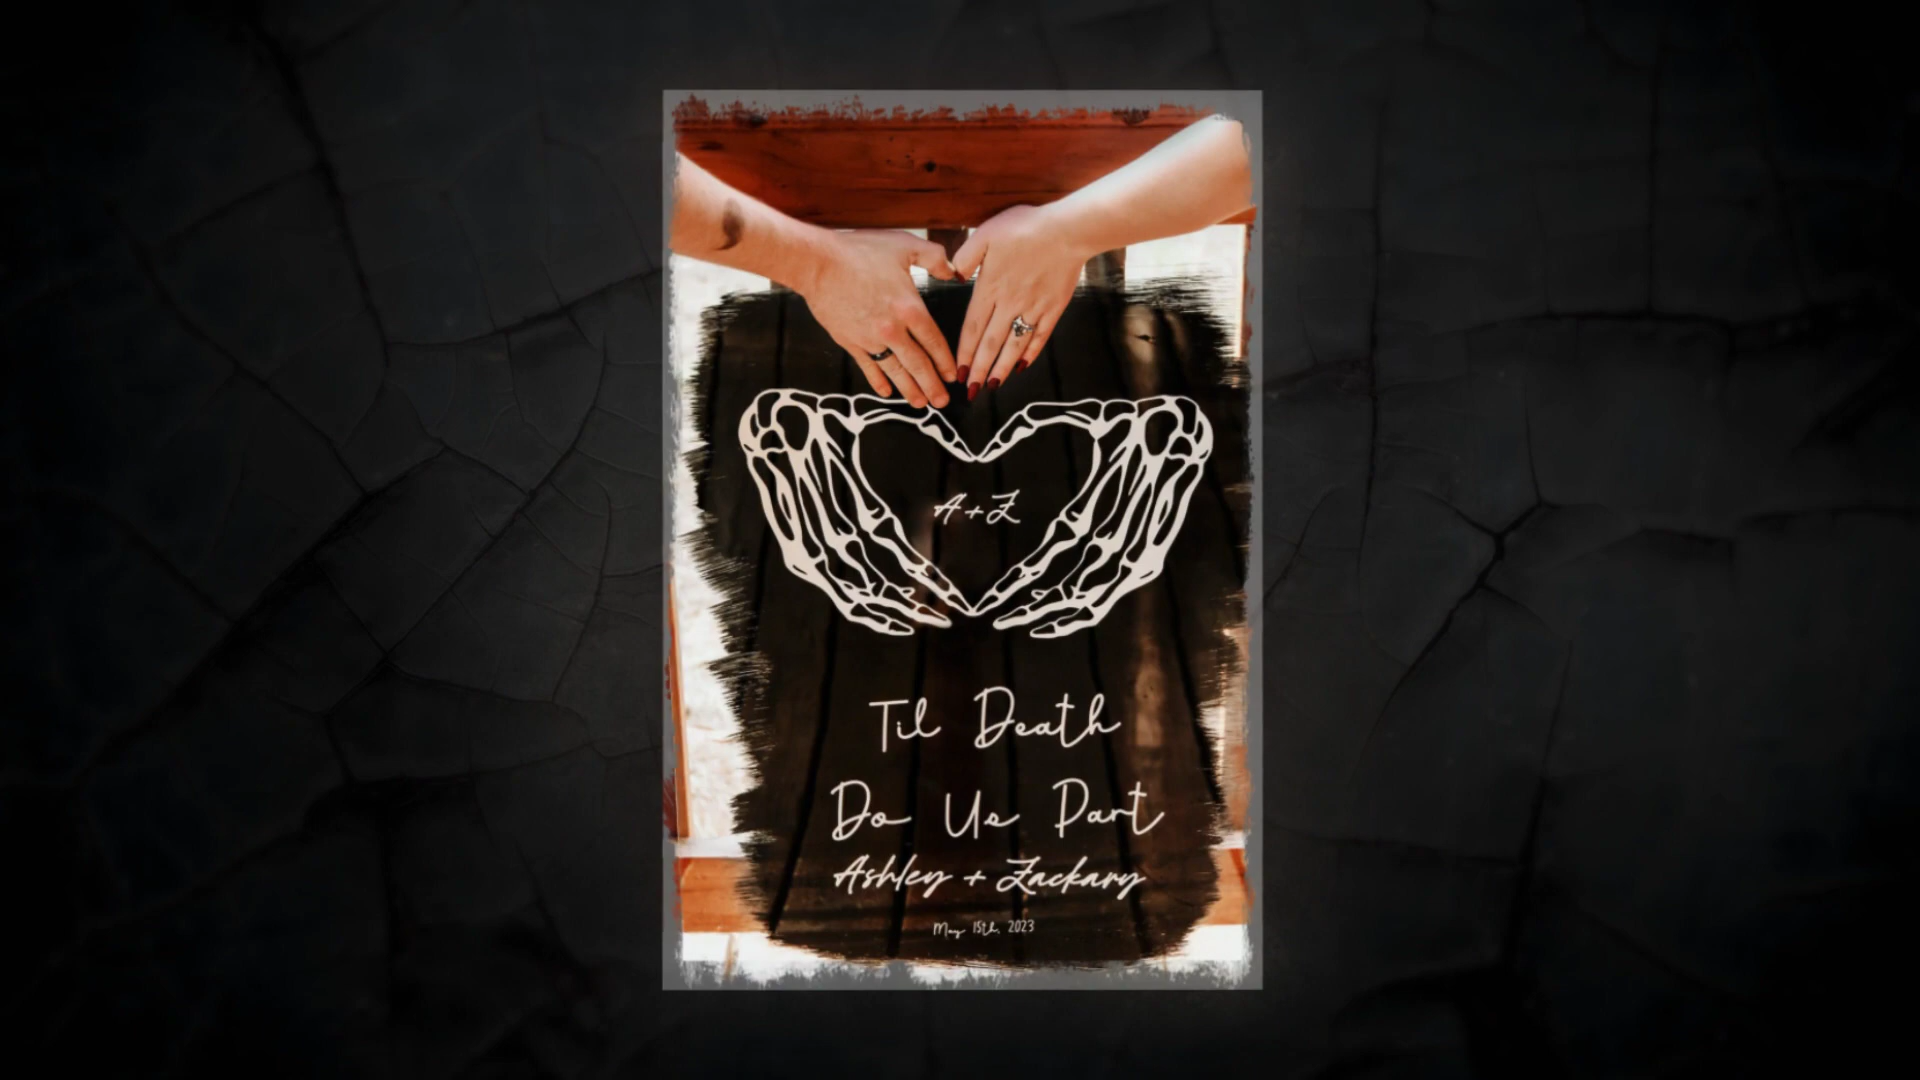 A + Z
Til Death
Do Us Part
Ashley + Zackary
May 15th, 2023